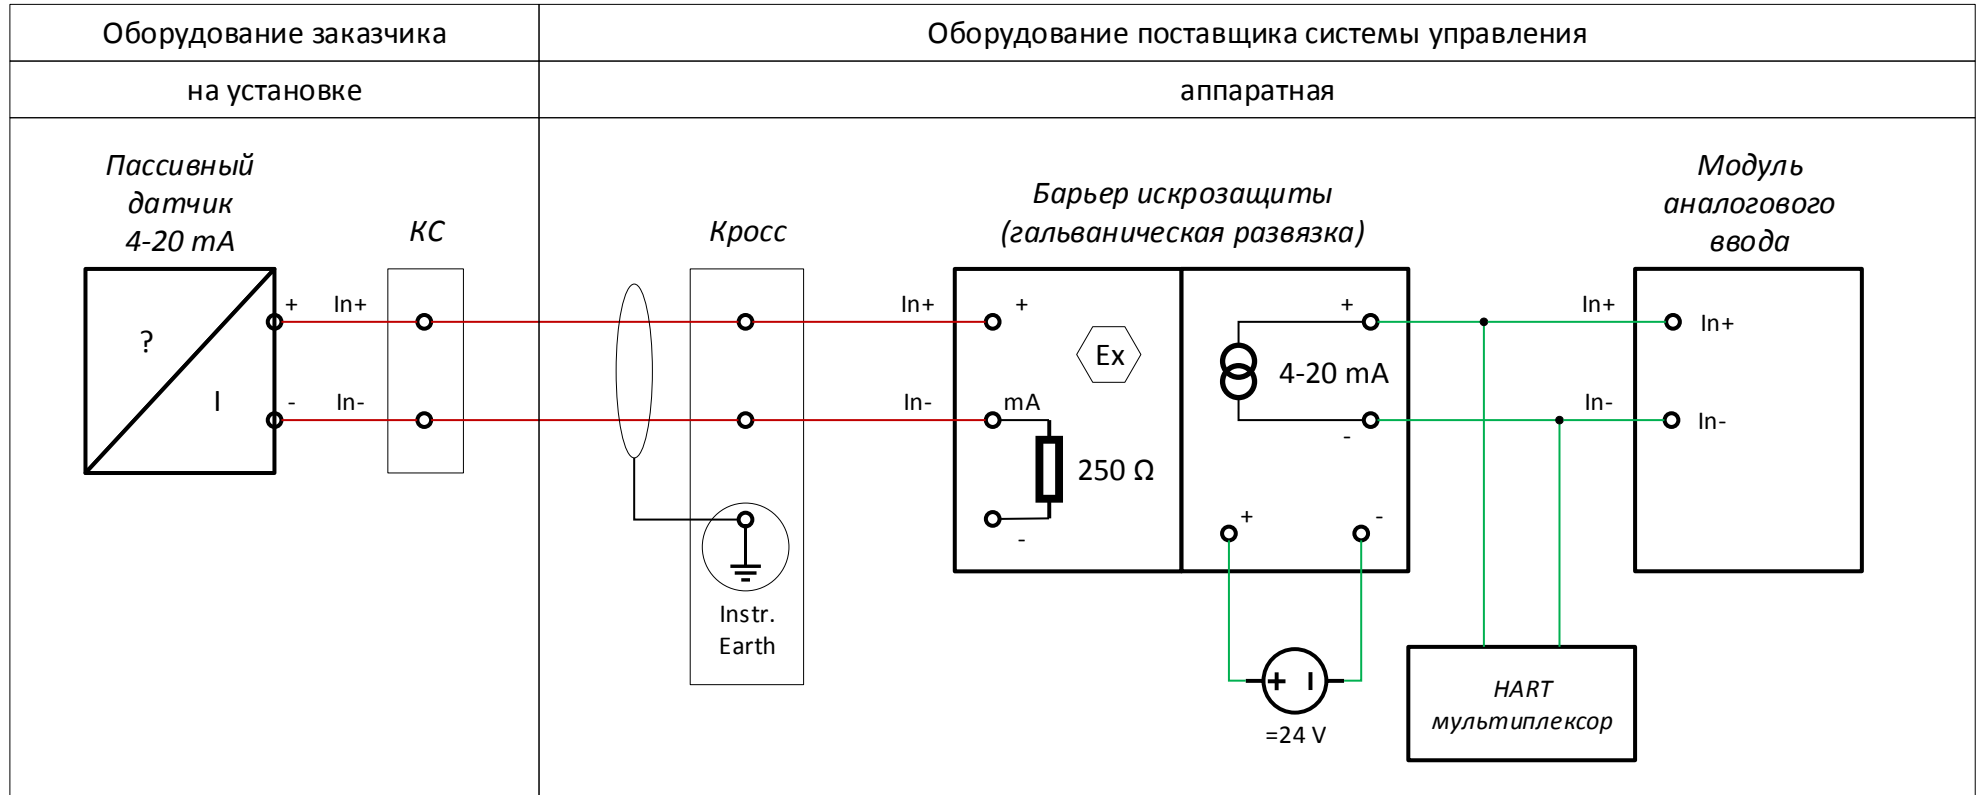 Оборудование заказчика
Оборудование поставщика системы управления
на установке
аппаратная
Пассивный
датчик
4-20 mA
КС
Кросс
Барьер искрозащиты
(гальваническая развязка)
Модуль
аналогового
ввода
?
I
+
In+
-
In-
In+
+
In-
mA
-
250 Ω
Ex
+
4-20 mA
-
In+
In+
In-
In-
Instr.
Earth
+
-
=24 V
HART
мультиплексор